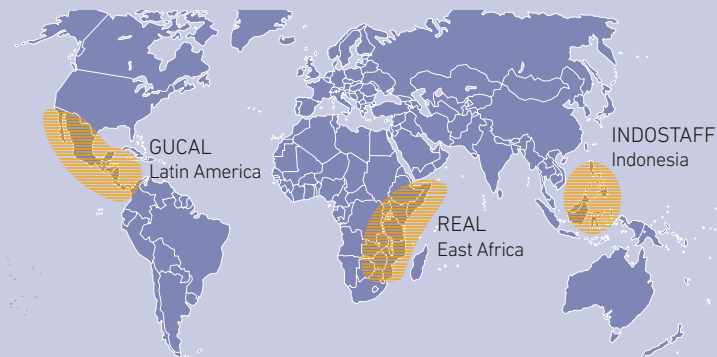 GUCAL
Latin America
REAL
East Africa
INDOSTAFF
Indonesia